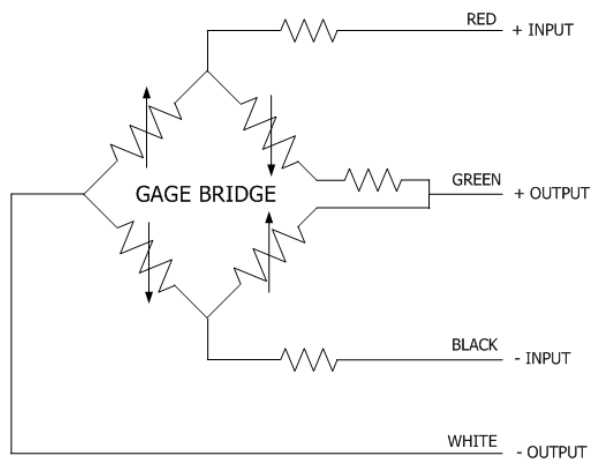 RED + INPUT
GREEN + OUTPUT
GAGE BRIDGE
BLACK - INPUT
WHITE - OUTPUT